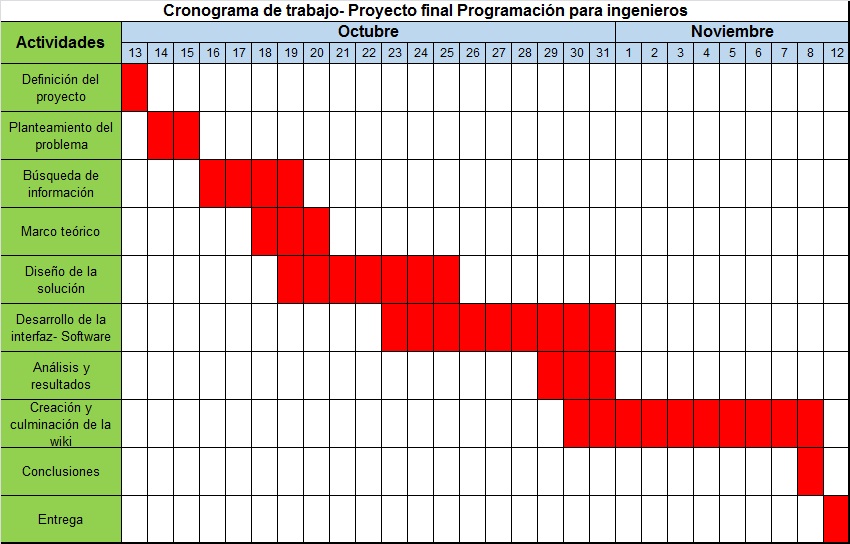 Cronograma de trabajo- Proyecto final Programación para ingenieros
Actividades
Octubre
Noviembre
13 14 15 16 17 18 19 20 21 22 23 24 25 26 27 28 29 30 31 1 2 3 4 5 6 7 8 12
Definición del
proyecto
Planteamiento del
problema
Búsqueda de
información
Marco teórico
Diseño de la
solución
Desarrollo de la
interfaz- Software
Análisis y
resultados
Creación y
culminación de la
wiki
Conclusiones
Entrega